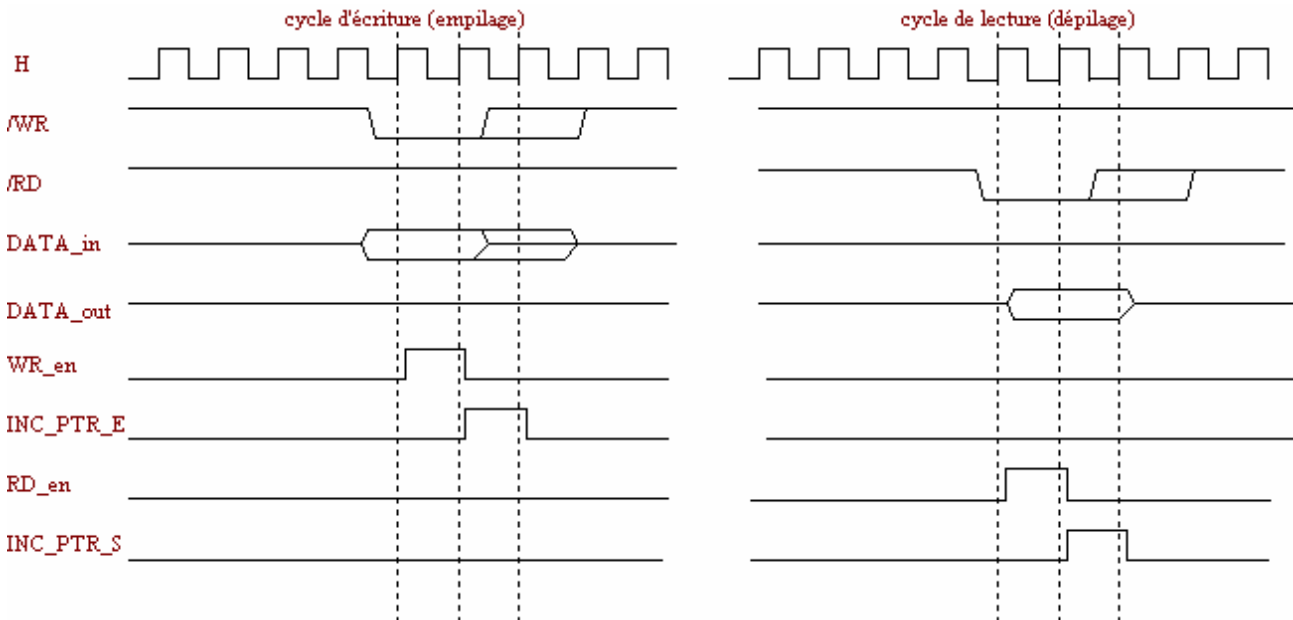 cycle d'écriture (empilage)
cycle de lecture (dépilage)
H
/WR
/RD
DATA_in
DATA_out
WR_en
INC_PTR_E
RD_en
INC_PTR_S